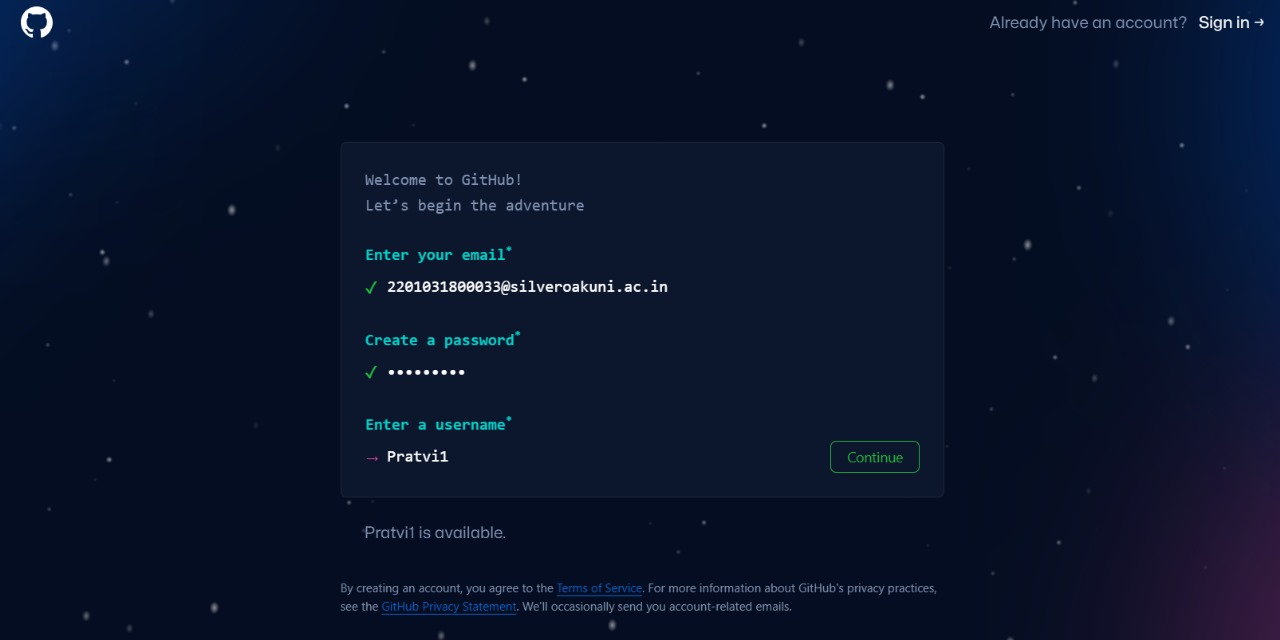 Already have an account? Sign in →
Welcome to GitHub!
Let’s begin the adventure
Enter your email*
✓ 2201031800033@silveroakuni.ac.in
Create a password*
✓ •••••••••
Enter a username*
→ Pratvi1
Continue
Pratvi1 is available.
By creating an account, you agree to the Terms of Service. For more information about GitHub's privacy practices,
see the GitHub Privacy Statement. We'll occasionally send you account-related emails.